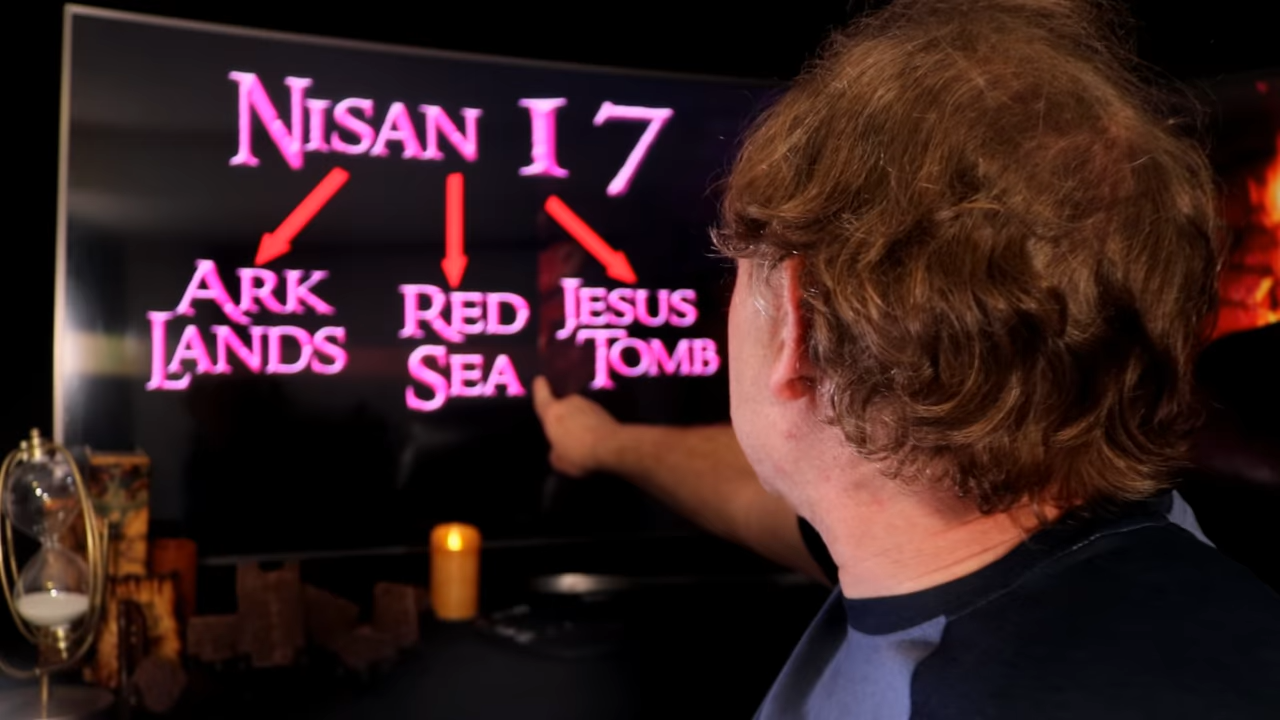 NISAN 17
ARK
LANDS
RED
SEA
JESUS
TOMB